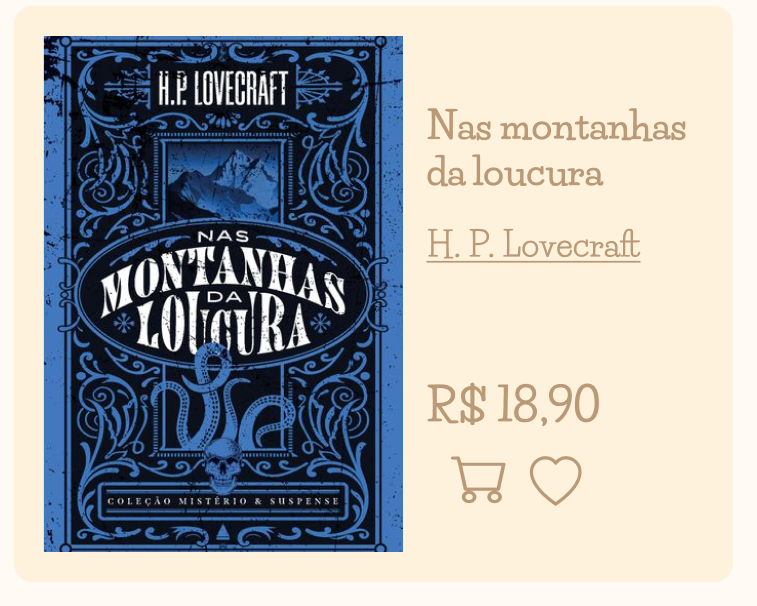 H.P. LOVECRAFT
NAS
MONTANHAS
DA
LOUCURA
COLEÇÃO MISTÉRIO & SUSPENSE
Nas montanhas
da loucura
H. P. Lovecraft
R$ 18,90